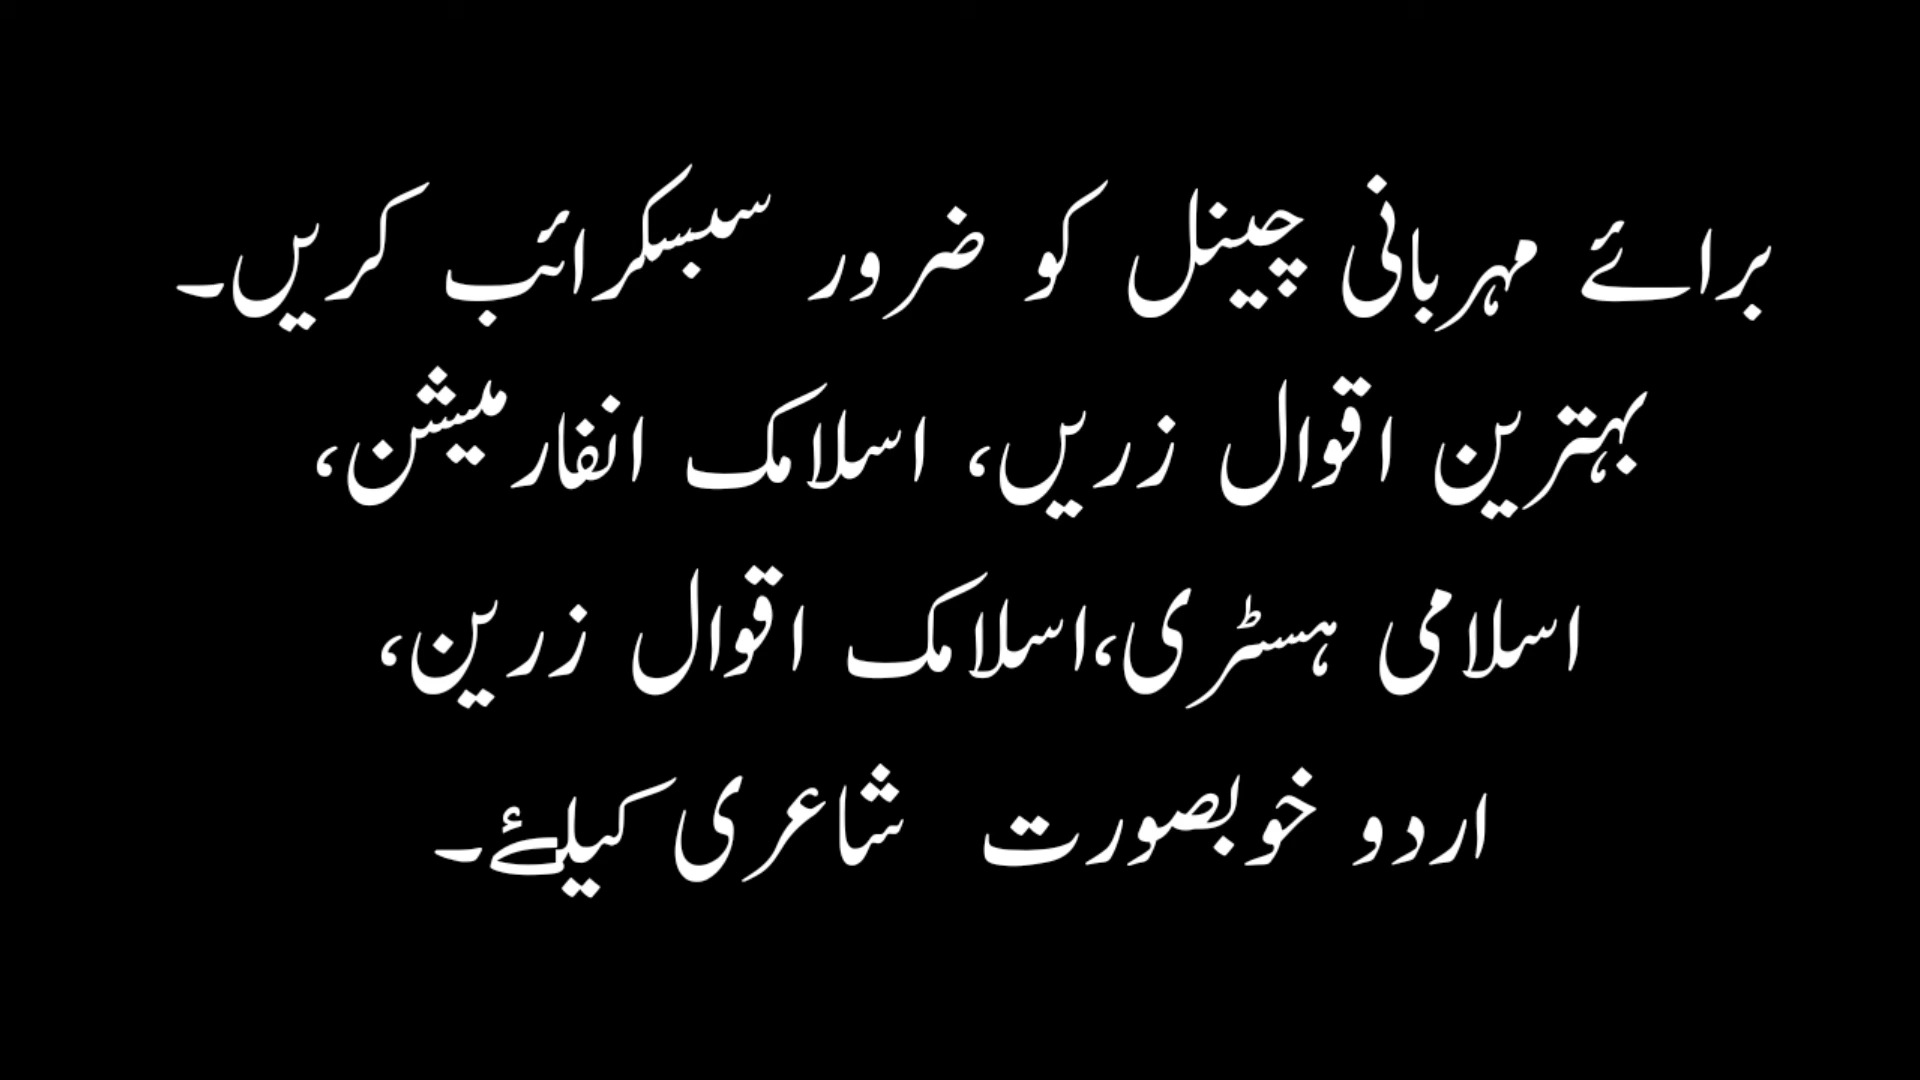 برائے مہربانی چینل کو ضرور سبسکرائب کریں۔
بہترین اقوال زریں، اسلامک انفارمیشن،
اسلامی ہسٹری،اسلامک اقوال زرین،
اردو خوبصورت شاعری کیلئے۔